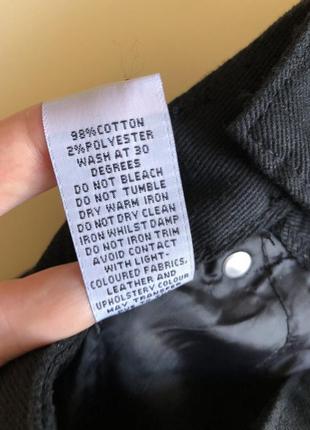 98%COTTON
2%POLYESTER
WASH AT 30
DEGREES
DO NOT BLEACH
DO NOT TUMBLE
DRY WARM IRON
DO NOT DRY CLEAN
IRON WHILST DAMP
DO NOT IRON TRIM
AVOID CONTACT
WITH LIGHT-
COLOURED FABRICS,
LEATHER AND
UPHOLSTERY COLOUR
MAY TRANSFER